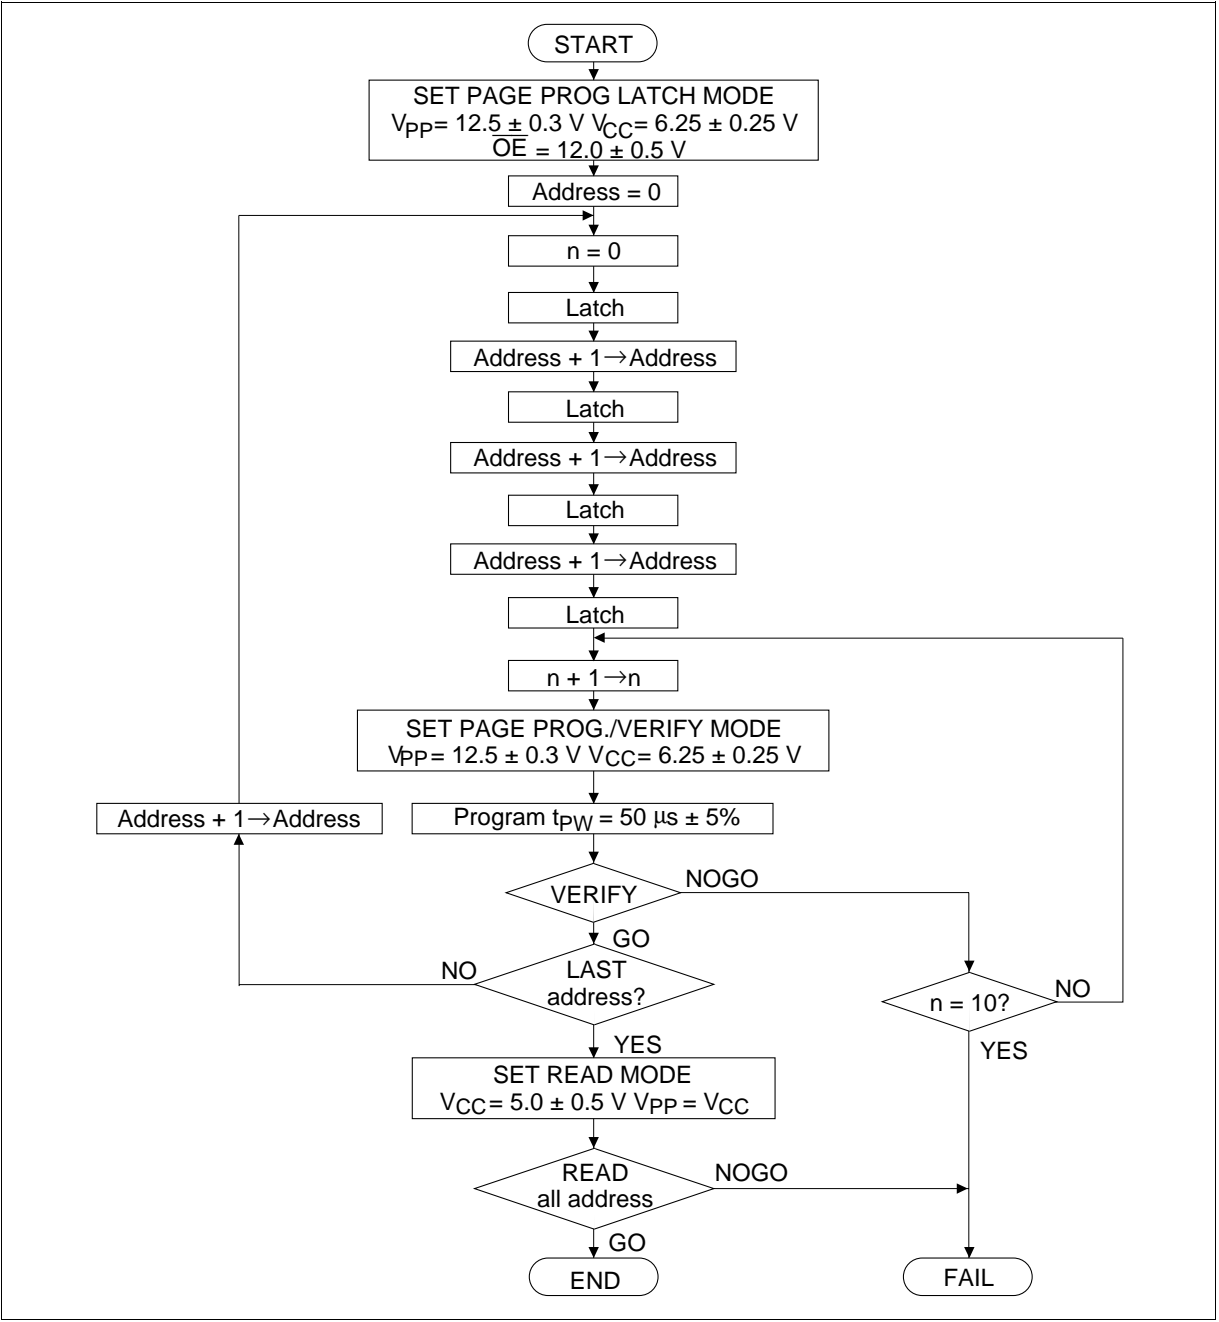 START
SET PAGE PROG LATCH MODE
VPP = 12.5 ± 0.3 V VCC = 6.25 ± 0.25 V
O̅E̅ = 12.0 ± 0.5 V
Address = 0
n = 0
Latch
Address + 1→Address
Latch
Address + 1→Address
Latch
Address + 1→Address
Latch
n + 1→n
SET PAGE PROG./VERIFY MODE
VPP = 12.5 ± 0.3 V VCC = 6.25 ± 0.25 V
Address + 1→Address
Program tPW = 50 μs ± 5%
VERIFY
NOGO
GO
NO
LAST
address?
n = 10?
NO
YES
YES
SET READ MODE
VCC = 5.0 ± 0.5 V VPP = VCC
READ
all address
NOGO
GO
END
FAIL